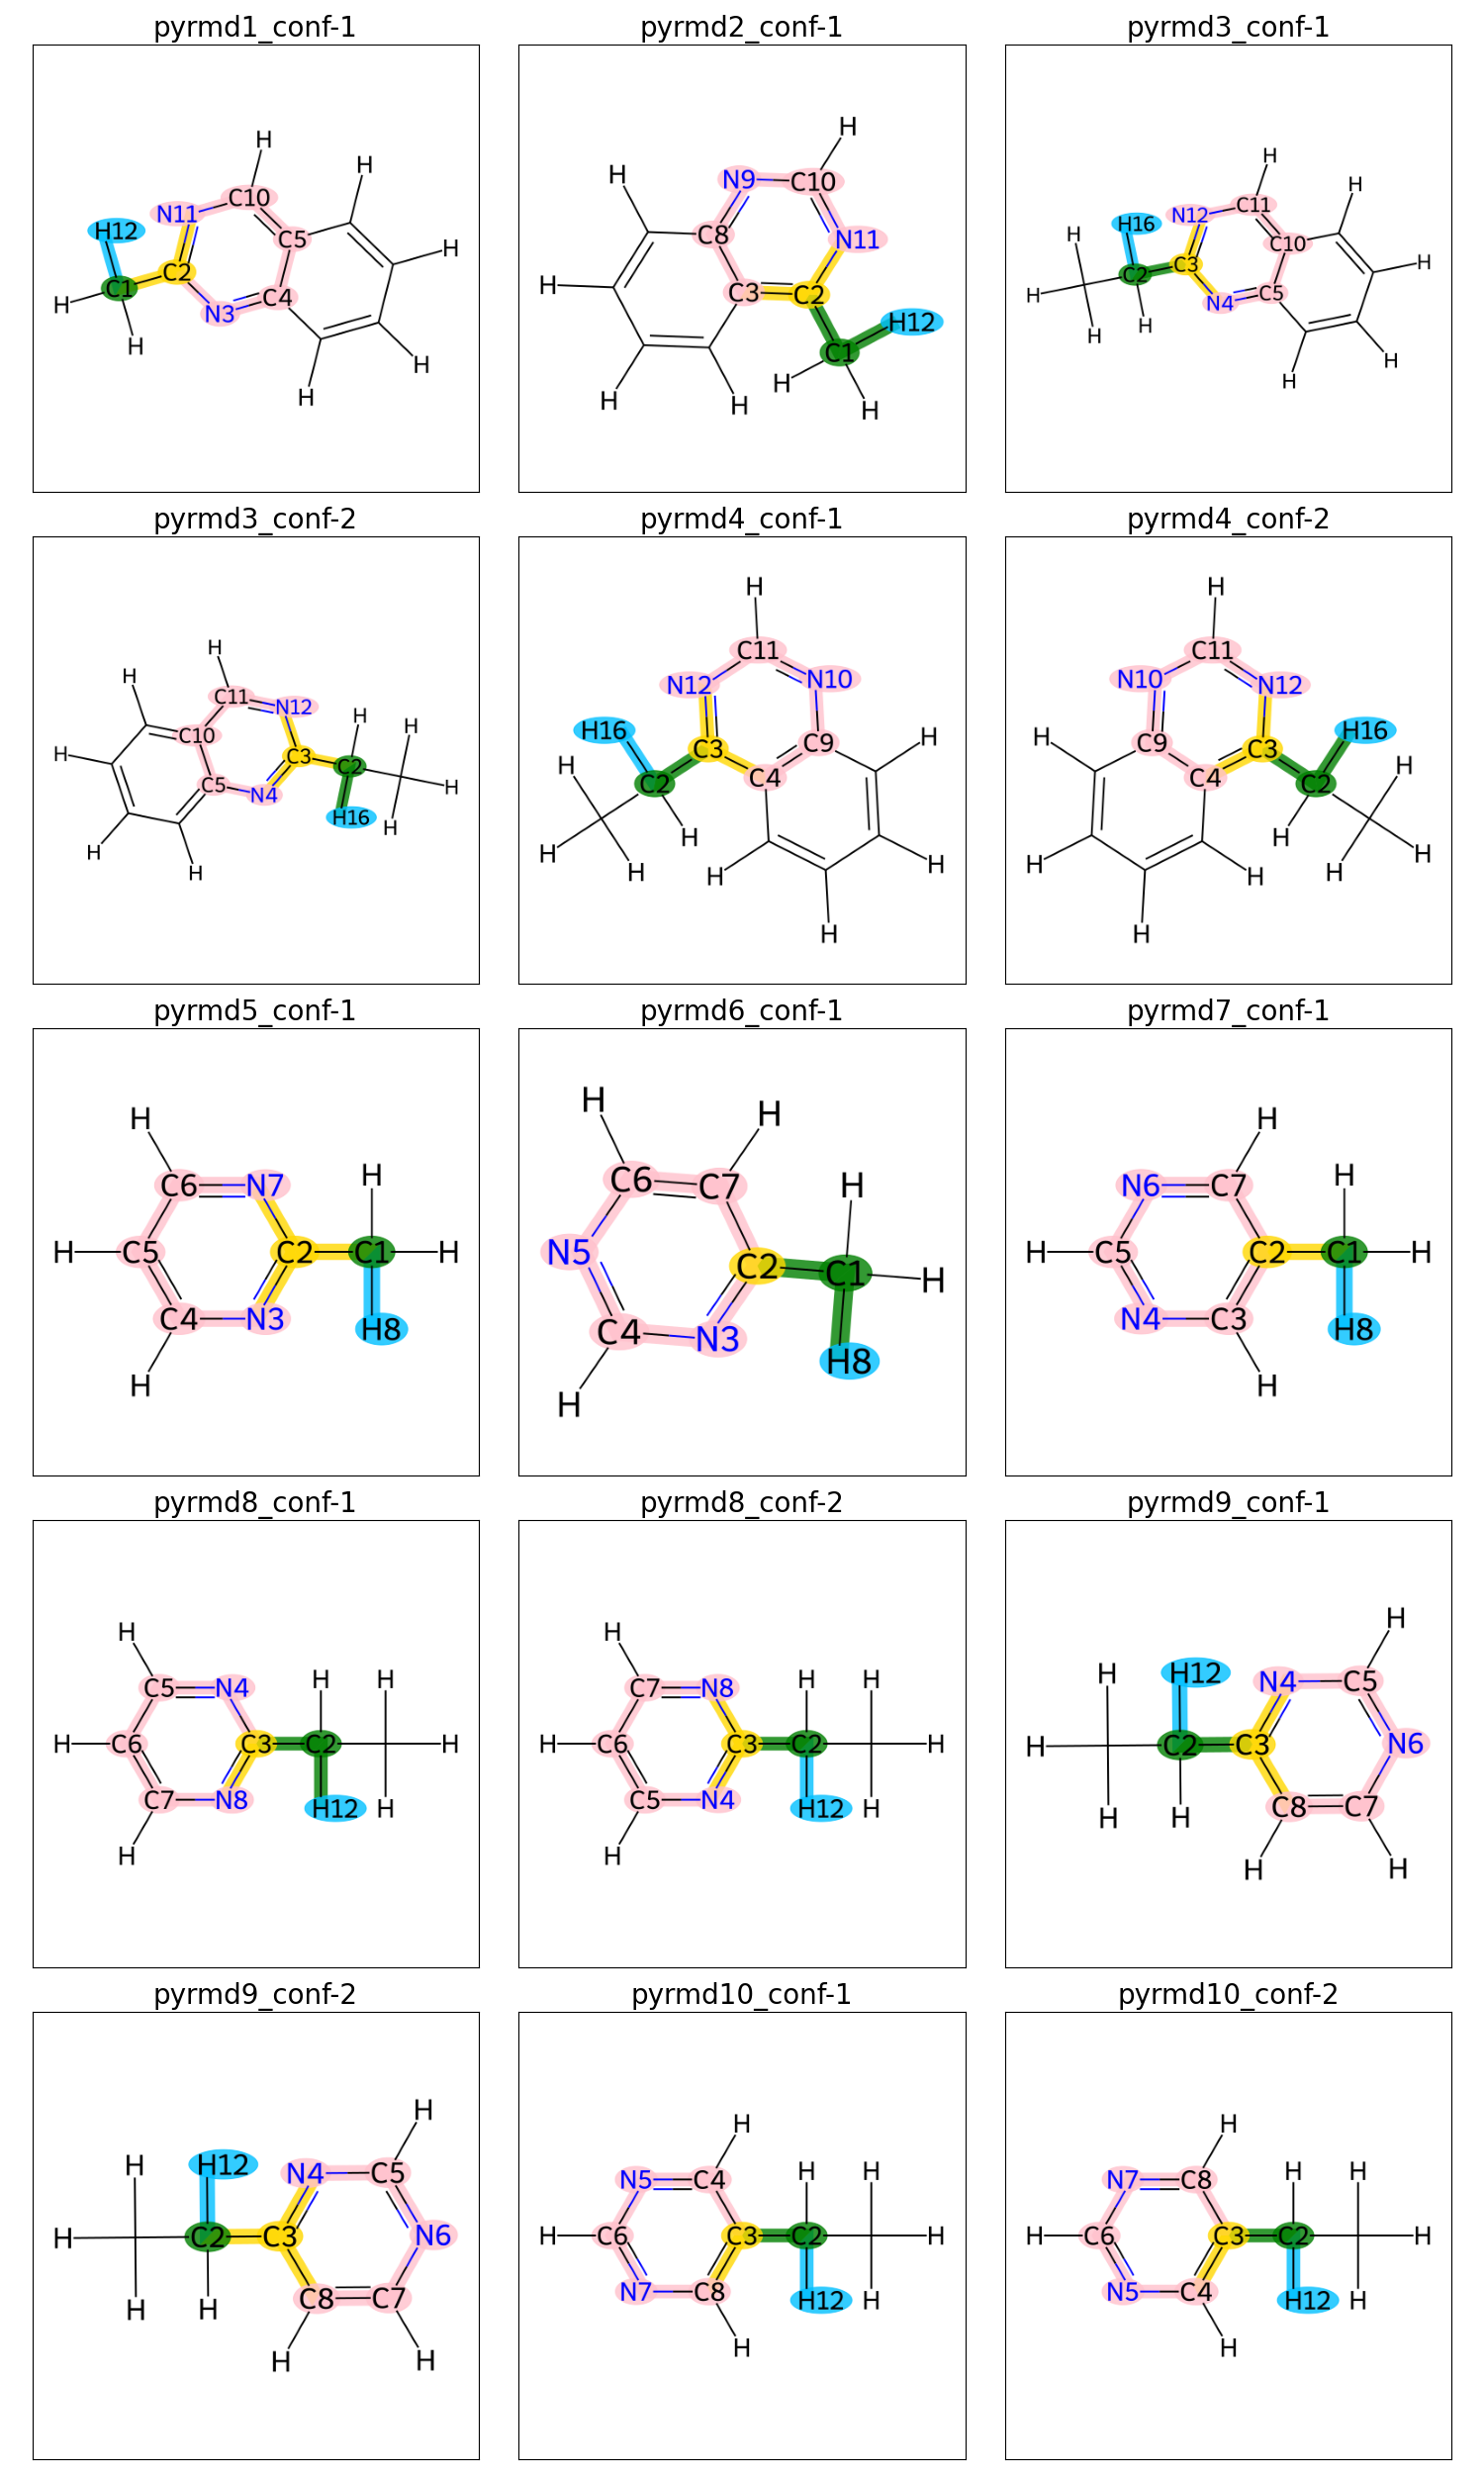 pyrmd1_conf-1 pyrmd2_conf-1 pyrmd3_conf-1
H H
N11 C10
H12 C5 H
C2
C1 C4
H N3
H
H
H
H
H N9 C10
C8 N11
H C3 C2 H12
C1
H H
H H
H H
N12 C11
H H16 C10 H
C2 C3
H N4 C5
H H
H
H
pyrmd3_conf-2 pyrmd4_conf-1 pyrmd4_conf-2
H
H
C11 N12
C10 H H
H C3 C2
C5 N4 H
H16 H
H
H
H
C11
N12 N10
H16 C9 H
H C3
C2 C4
H
H H H
H
H
H
C11
N10 N12
H C9 H16
C3 H
C4 C2
H
H H H H
H
pyrmd5_conf-1 pyrmd6_conf-1 pyrmd7_conf-1
H
C6 N7 H
H C5 C2 C1 H
C4 N3 H8
H
H H
C6 C7 H
N5 C2 C1 H
C4 N3 H8
H
H
N6 C7 H
H C5 C2 C1 H
N4 C3 H8
H
pyrmd8_conf-1 pyrmd8_conf-2 pyrmd9_conf-1
H
C5 N4 H H
H C6 C3 C2 H
C7 N8 H12 H
H
H
C7 N8 H H
H C6 C3 C2 H
C5 N4 H12 H
H
H
H H12 N4 C5
H C2 C3 N6
H H C8 C7
H H
pyrmd9_conf-2 pyrmd10_conf-1 pyrmd10_conf-2
H
H H12 N4 C5
H C2 C3 N6
H H C8 C7
H H
H
N5 C4 H H
H C6 C3 C2 H
N7 C8 H12 H
H
H
N7 C8 H H
H C6 C3 C2 H
N5 C4 H12 H
H